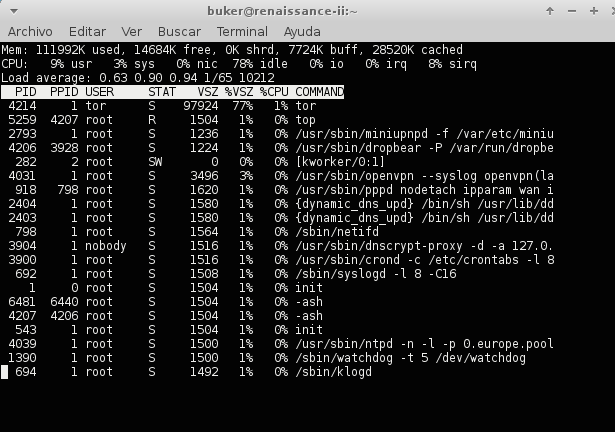 buker@renaissance-ii:~
Archivo Editar Ver Buscar Terminal Ayuda
Mem: 111992K used, 14684K free, 0K shrd, 7724K buff, 28520K cached
CPU:   9% usr   3% sys   0% nic  78% idle   0% io   0% irq   8% sirq
Load average: 0.63 0.90 0.94 1/65 10212
  PID  PPID USER     STAT   VSZ %VSZ %CPU COMMAND
 4214     1 tor      S    97924  77%   1% tor
 5259  4207 root     R     1504   1%   0% top
 2793     1 root     S     1236   1%   0% /usr/sbin/miniupnpd -f /var/etc/miniu
 4206  3928 root     S     1224   1%   0% /usr/sbin/dropbear -P /var/run/dropbe
  282     2 root     SW       0   0%   0% [kworker/0:1]
 4031     1 root     S     3496   3%   0% /usr/sbin/openvpn --syslog openvpn(la
  918   798 root     S     1620   1%   0% /usr/sbin/pppd nodetach ipparam wan i
 2404     1 root     S     1580   1%   0% {dynamic_dns_upd} /bin/sh /usr/lib/dd
 2403     1 root     S     1580   1%   0% {dynamic_dns_upd} /bin/sh /usr/lib/dd
  798     1 root     S     1564   1%   0% /sbin/netifd
 3904     1 nobody   S     1516   1%   0% /usr/sbin/dnscrypt-proxy -d -a 127.0.
 3900     1 root     S     1516   1%   0% /usr/sbin/crond -c /etc/crontabs -l 8
  692     1 root     S     1508   1%   0% /sbin/syslogd -l 8 -C16
    1     0 root     S     1504   1%   0% init
 6481  6440 root     S     1504   1%   0% -ash
 4207  4206 root     S     1504   1%   0% -ash
  543     1 root     S     1504   1%   0% init
 4039     1 root     S     1500   1%   0% /usr/sbin/ntpd -n -l -p 0.europe.pool
 1390     1 root     S     1500   1%   0% /sbin/watchdog -t 5 /dev/watchdog
  694     1 root     S     1492   1%   0% /sbin/klogd